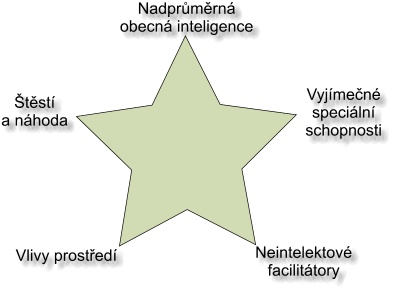 Nadprůměrná
obecná inteligence
Štěstí
a náhoda
Vyjímečné
speciální
schopnosti
Vlivy prostředí
Neintelektové
facilitátory